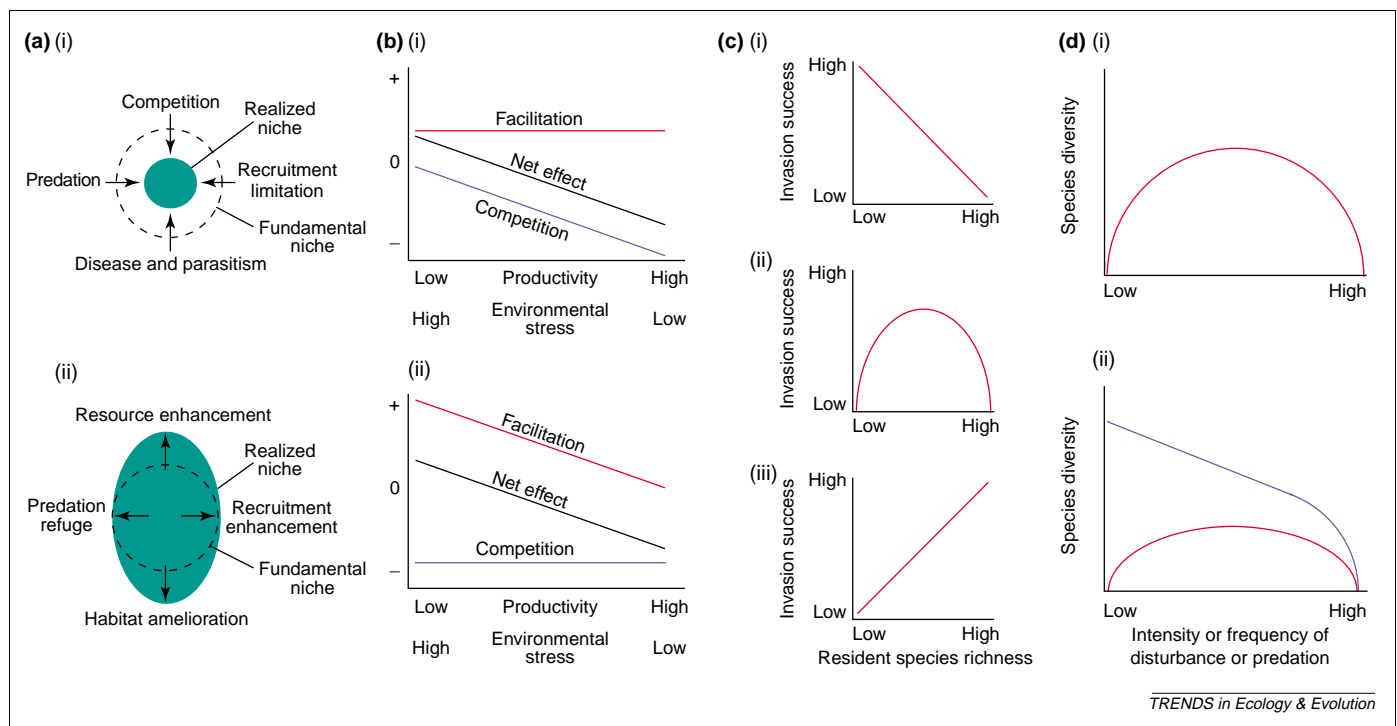 (a) (i)
Competition
Realized
niche
Predation
Recruitment
limitation
Fundamental
niche
Disease and parasitism
(ii)
Resource enhancement
Realized
niche
Predation
refuge
Recruitment
enhancement
Fundamental
niche
Habitat amelioration
(b) (i)
+
0
–
Facilitation
Net effect
Competition
Low Productivity High
High Environmental stress Low
(ii)
+
0
–
Facilitation
Net effect
Competition
Low Productivity High
High Environmental stress Low
(c) (i)
Invasion success
High
Low
Low High
(ii)
Invasion success
High
Low
Low High
(iii)
Invasion success
High
Low
Low High
Resident species richness
(d) (i)
Species diversity
Low High
(ii)
Species diversity
Low High
Intensity or frequency of
disturbance or predation
TRENDS in Ecology & Evolution